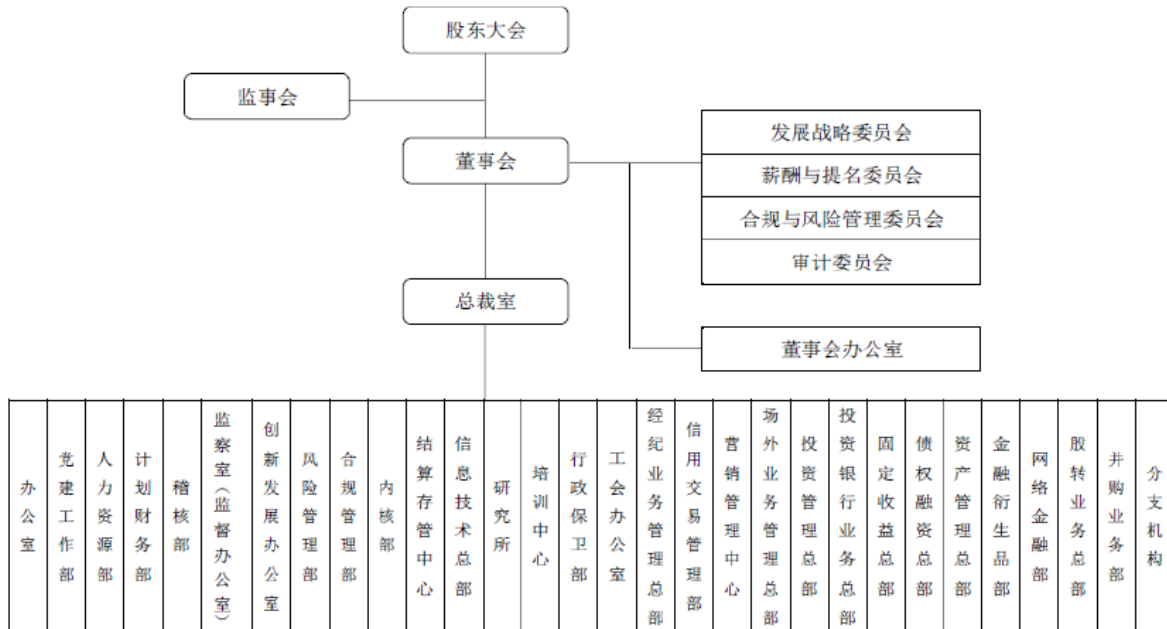 股东大会
监事会
董事会
发展战略委员会
薪酬与提名委员会
合规与风险管理委员会
审计委员会
总裁室
董事会办公室
办公室
党建工作部
人力资源部
计划财务部
稽核部
监察室(监督办公室)
创新发展办公室
风险管理部
合规管理部
内核部
结算存管中心
信息技术总部
研究所
培训中心
行政保卫部
工会办公室
经纪业务管理总部
信用交易管理部
营销管理中心
场外业务管理总部
投资管理总部
投资银行业务总部
固定收益总部
债权融资总部
资产管理总部
金融衍生品部
网络金融部
股转业务总部
并购业务部
分支机构